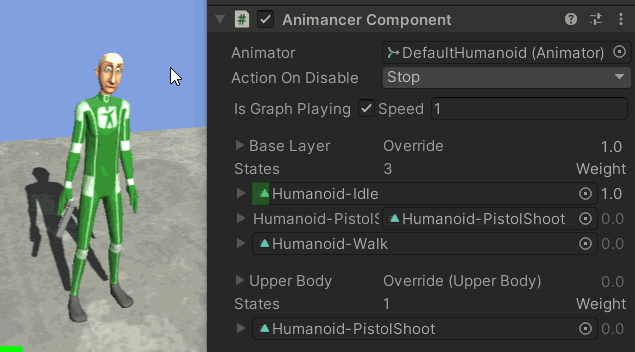 # Animancer Component
Animator DefaultHumanoid (Animator)
Action On Disable Stop
Is Graph Playing Speed 1
Base Layer Override 1.0
States 3 Weight
Humanoid-Idle 1.0
Humanoid-PistolS Humanoid-PistolShoot 0.0
Humanoid-Walk 0.0
Upper Body Override (Upper Body) 0.0
States 1 Weight
Humanoid-PistolShoot 0.0